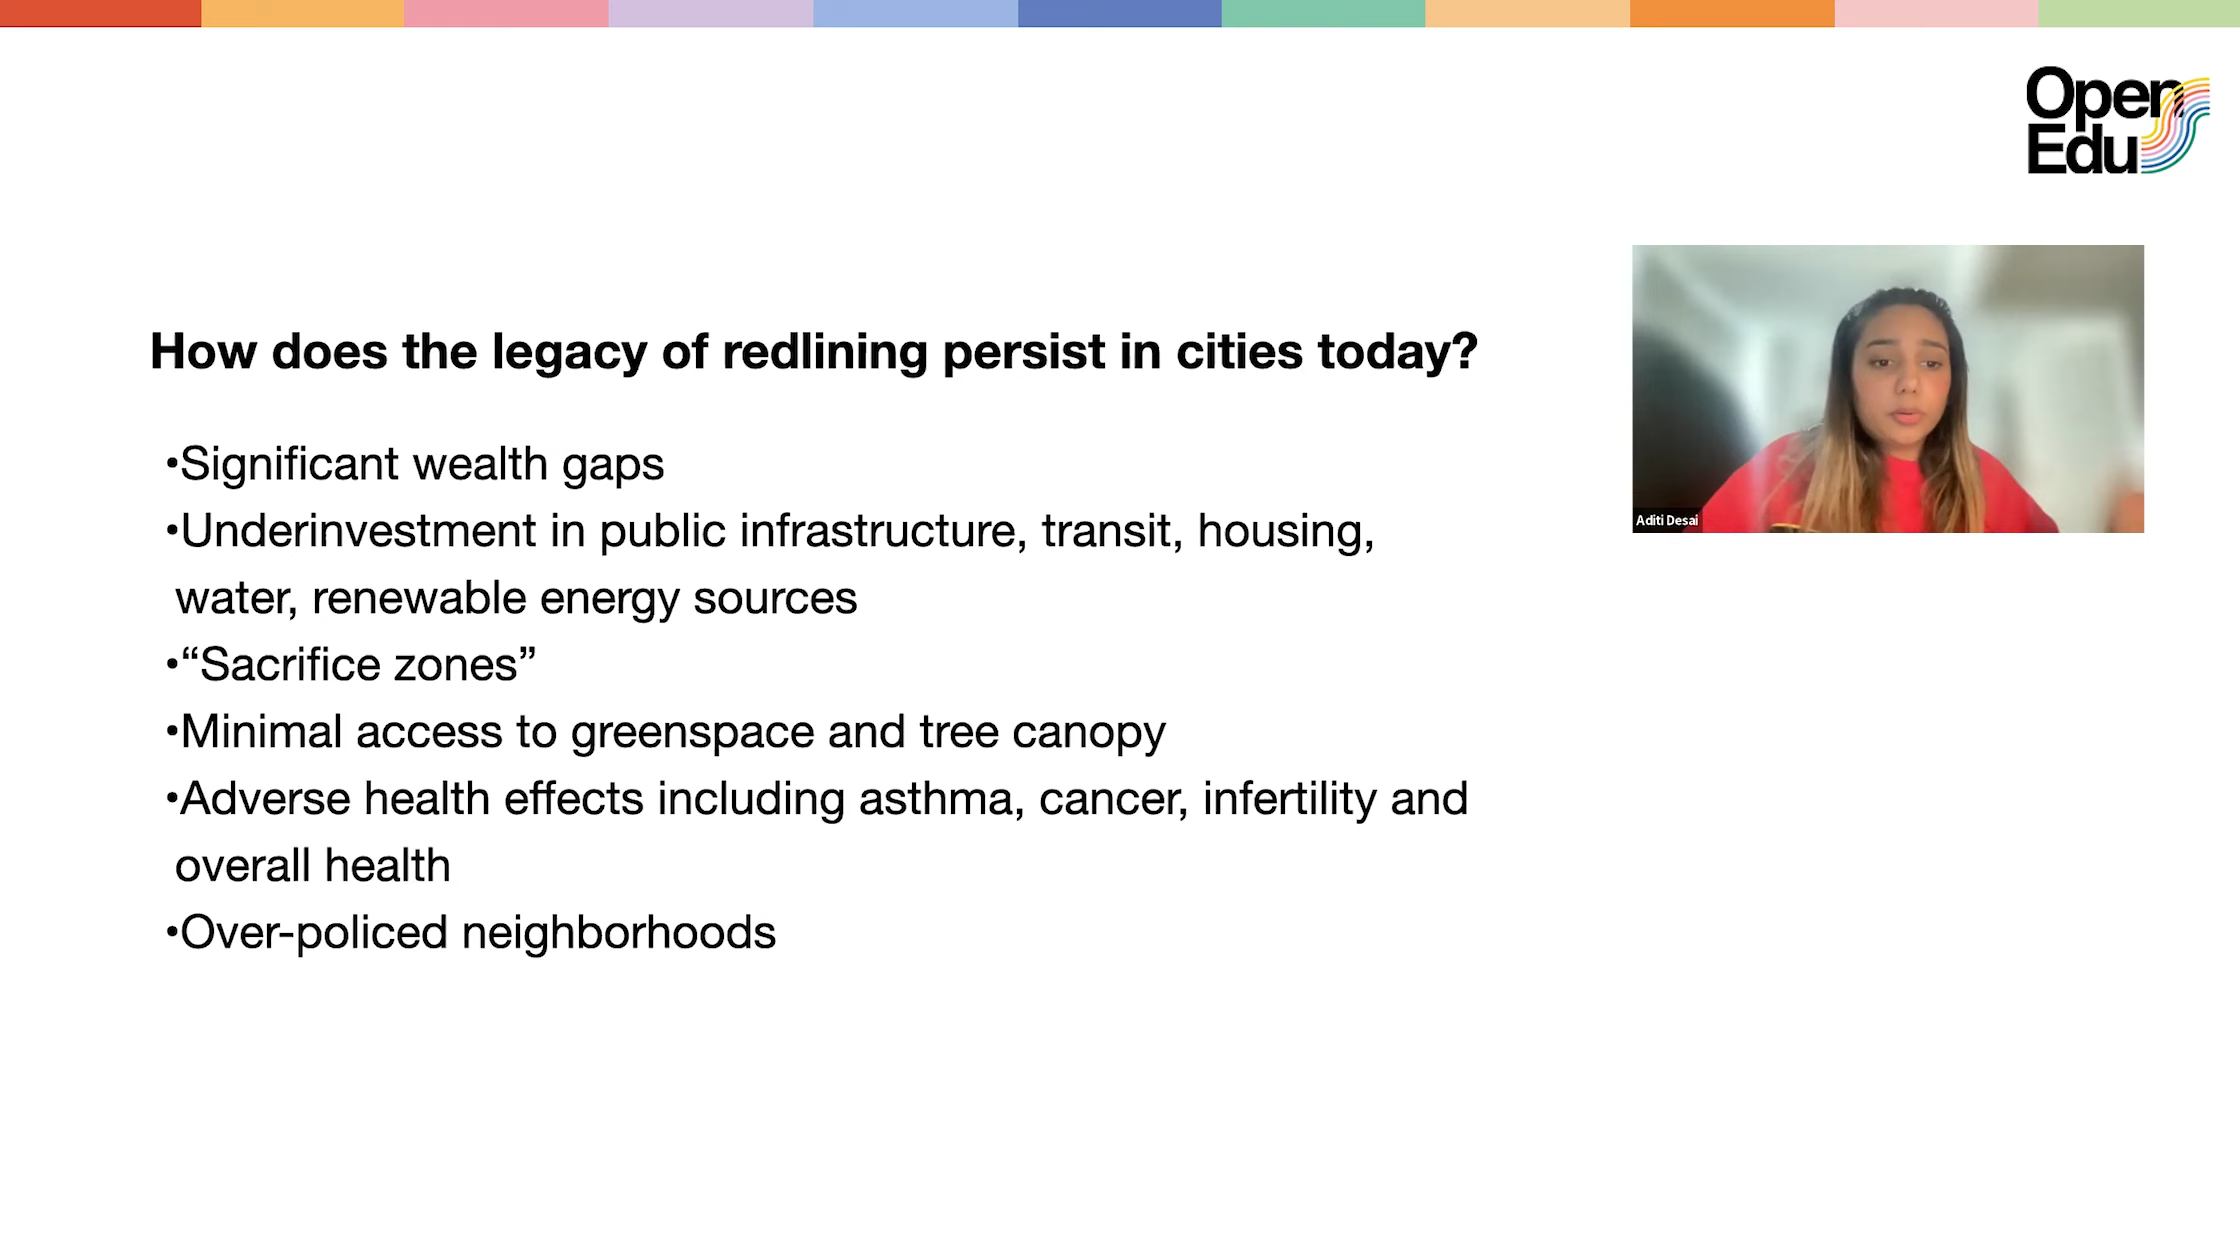 Open
Edu
How does the legacy of redlining persist in cities today?
•Significant wealth gaps
•Underinvestment in public infrastructure, transit, housing,
water, renewable energy sources
•“Sacrifice zones”
•Minimal access to greenspace and tree canopy
•Adverse health effects including asthma, cancer, infertility and
overall health
•Over-policed neighborhoods
Aditi Desai